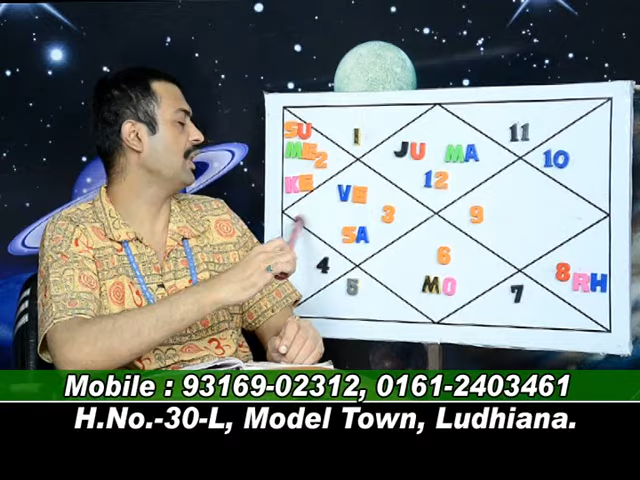 SU
ME 2
KE
1
JU MA
12
11
10
VE
3
SA
9
4
5
6
MO
7
8 RH
Mobile : 93169-02312, 0161-2403461
H.No.-30-L, Model Town, Ludhiana.